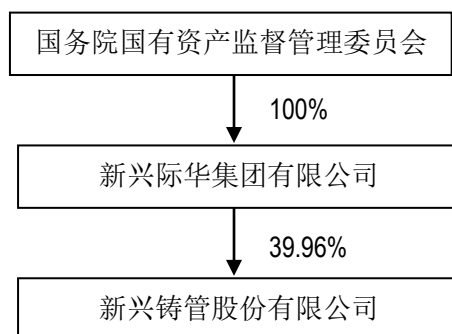 国务院国有资产监督管理委员会
100%
新兴际华集团有限公司
39.96%
新兴铸管股份有限公司